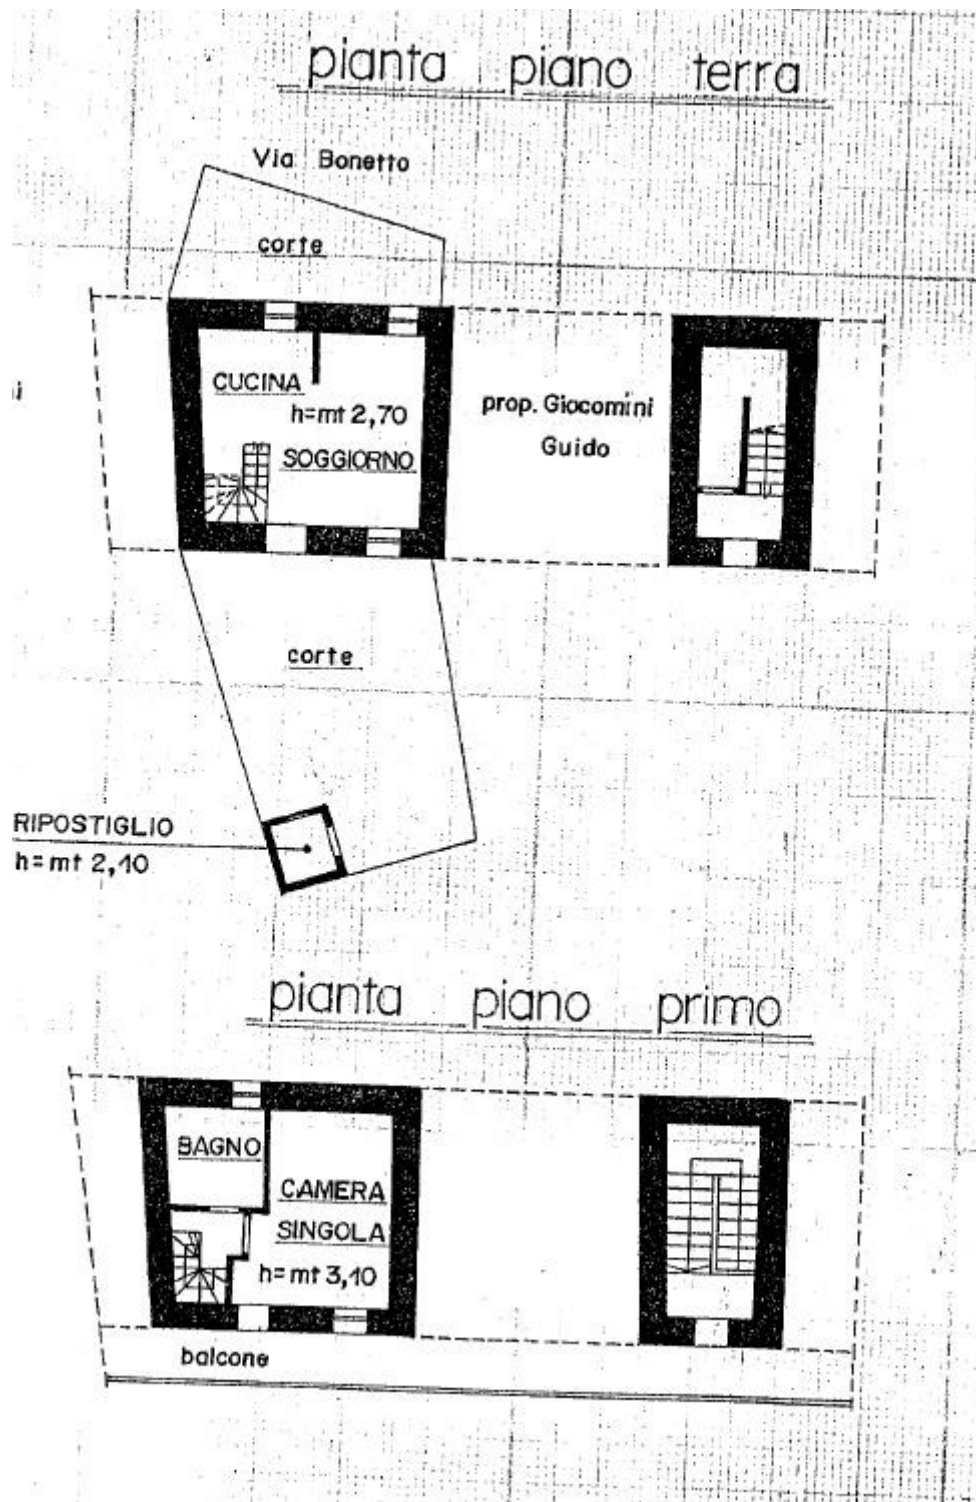 pianta piano terra
Via Bonetto
corte
CUCINA
h=mt 2,70
SOGGIORNO
prop. Giocomini
Guido
corte
RIPOSTIGLIO
h=mt 2,10
pianta piano primo
BAGNO
CAMERA
SINGOLA
h=mt 3,10
balcone